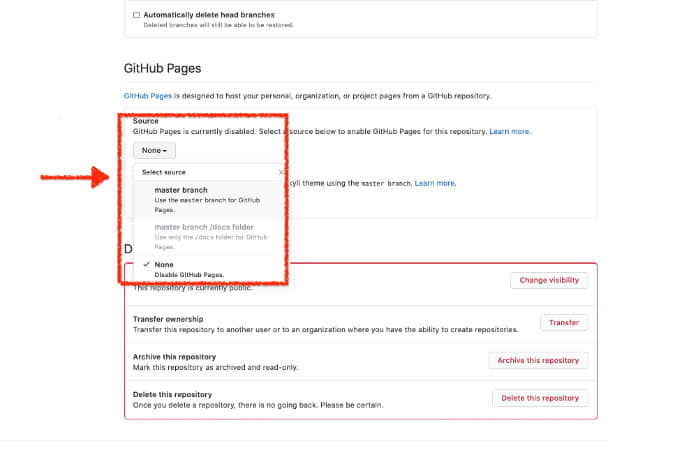 Automatically delete head branches
Deleted branches will still be able to be restored.
GitHub Pages
GitHub Pages is designed to host your personal, organization, or project pages from a GitHub repository.
Source
GitHub Pages is currently disabled. Select a source below to enable GitHub Pages for this repository. Learn more.
None
Select source
master branch
Use the master branch for GitHub
Pages.
kyll theme using the master branch. Learn more.
master branch /docs folder
Use only the /docs folder for GitHub
Pages.
D
None
Disable GitHub Pages.
This repository is currently public.
Change visibility
Transfer ownership
Transfer this repository to another user or to an organization where you have the ability to create repositories.
Transfer
Archive this repository
Mark this repository as archived and read-only.
Archive this repository
Delete this repository
Once you delete a repository, there is no going back. Please be certain.
Delete this repository